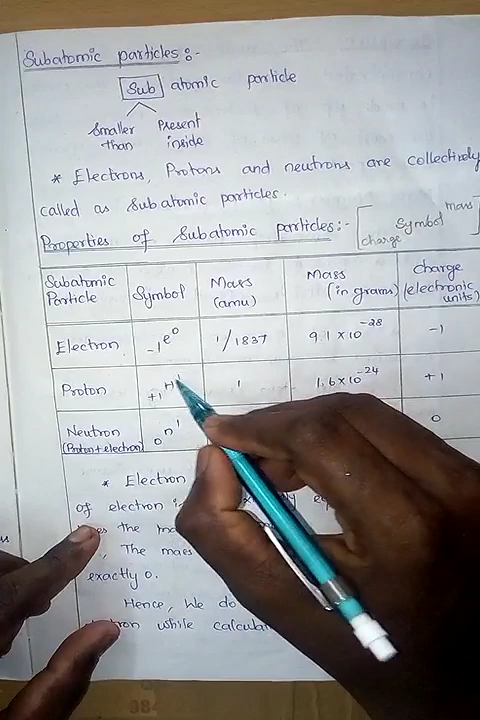 Subatomic particles :-
Sub atomic particle
Smaller than Present inside
* Electrons, Protons and neutrons are collectively
called as Subatomic particles.
Properties of Subatomic particles:- [charge Symbol mass]
Subatomic Particle Symbol Mass (amu) Mass (in grams) Charge (electronic units)
Electron -1e0 1/1837 9.1 x 10-28 -1
Proton +1H1 1 1.6 x 10-24 +1
Neutron (Proton + electron) 0n1 0
* Electron
of electron
the
The
exactly 0.
Hence, We do
while
984